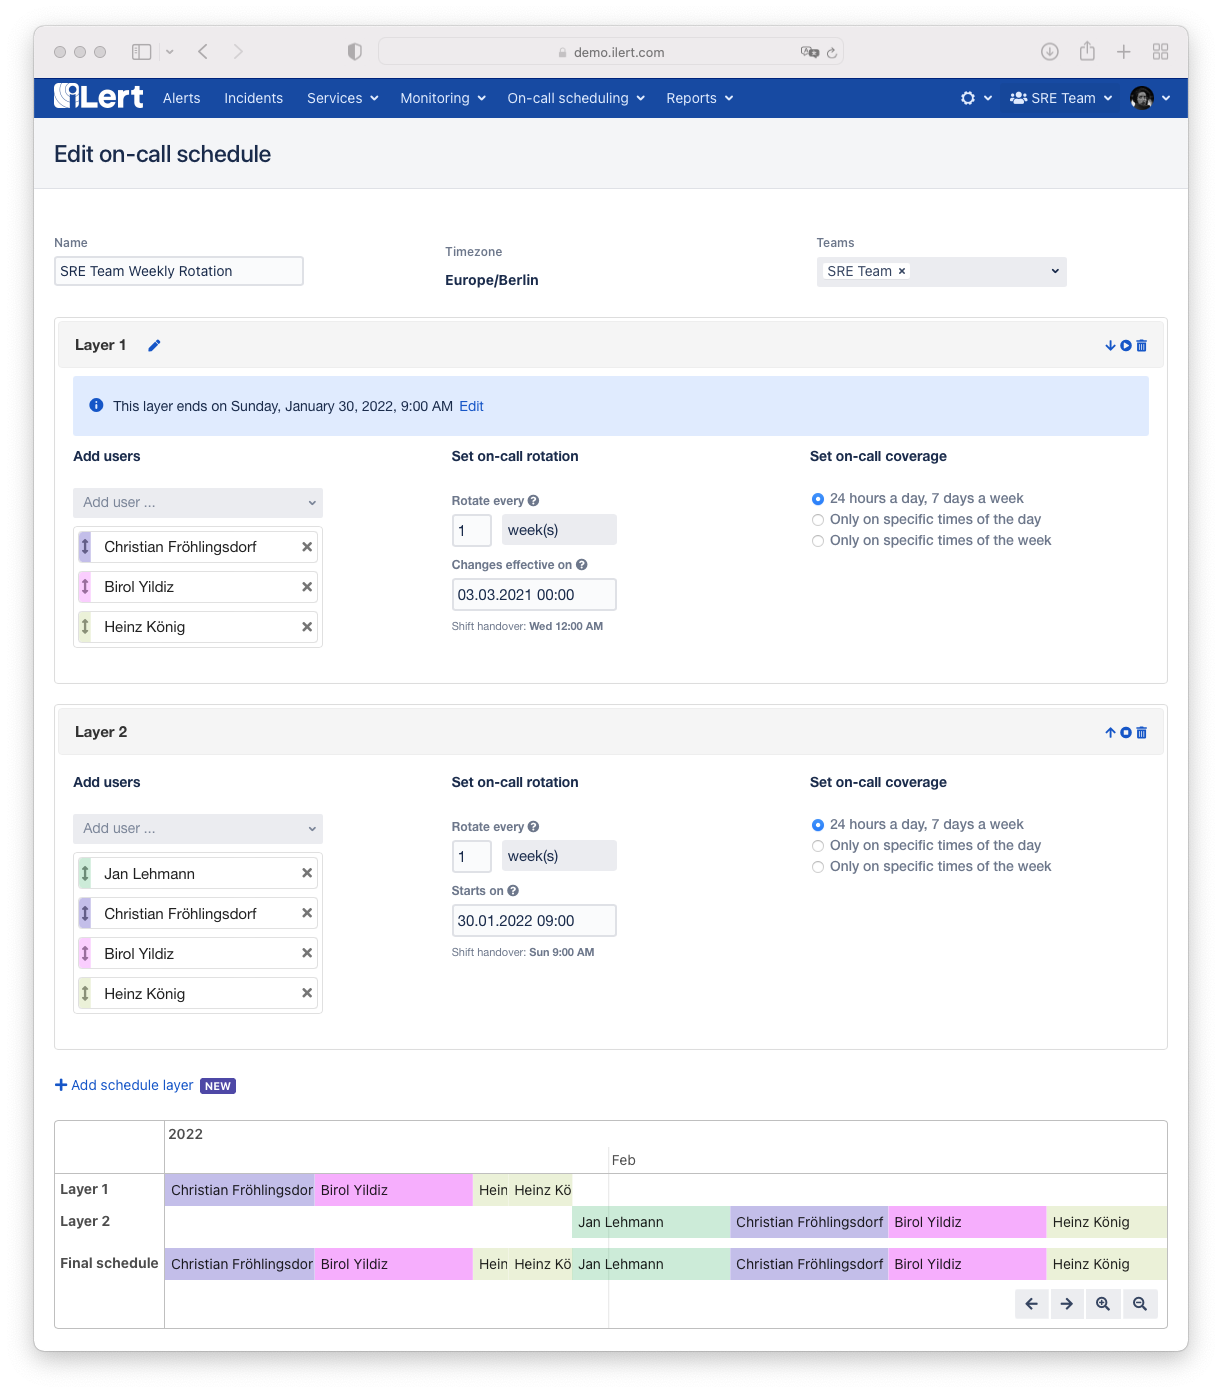 demo.ilert.com
iLert Alerts Incidents Services Monitoring On-call scheduling Reports SRE Team
Edit on-call schedule
Name
Timezone
Teams
SRE Team Weekly Rotation
Europe/Berlin
SRE Team ×
Layer 1
This layer ends on Sunday, January 30, 2022, 9:00 AM Edit
Add users
Set on-call rotation
Set on-call coverage
Add user ...
Christian Fröhlingsdorf
Birol Yildiz
Heinz König
Rotate every
1 week(s)
Changes effective on
03.03.2021 00:00
Shift handover: Wed 12:00 AM
24 hours a day, 7 days a week
Only on specific times of the day
Only on specific times of the week
Layer 2
Add users
Set on-call rotation
Set on-call coverage
Add user ...
Jan Lehmann
Christian Fröhlingsdorf
Birol Yildiz
Heinz König
Rotate every
1 week(s)
Starts on
30.01.2022 09:00
Shift handover: Sun 9:00 AM
24 hours a day, 7 days a week
Only on specific times of the day
Only on specific times of the week
+ Add schedule layer NEW
2022
Feb
Layer 1 Christian Fröhlingsdor Birol Yildiz Hein Heinz Kö
Layer 2 Jan Lehmann Christian Fröhlingsdorf Birol Yildiz Heinz König
Final schedule Christian Fröhlingsdor Birol Yildiz Hein Heinz Kö Jan Lehmann Christian Fröhlingsdorf Birol Yildiz Heinz König